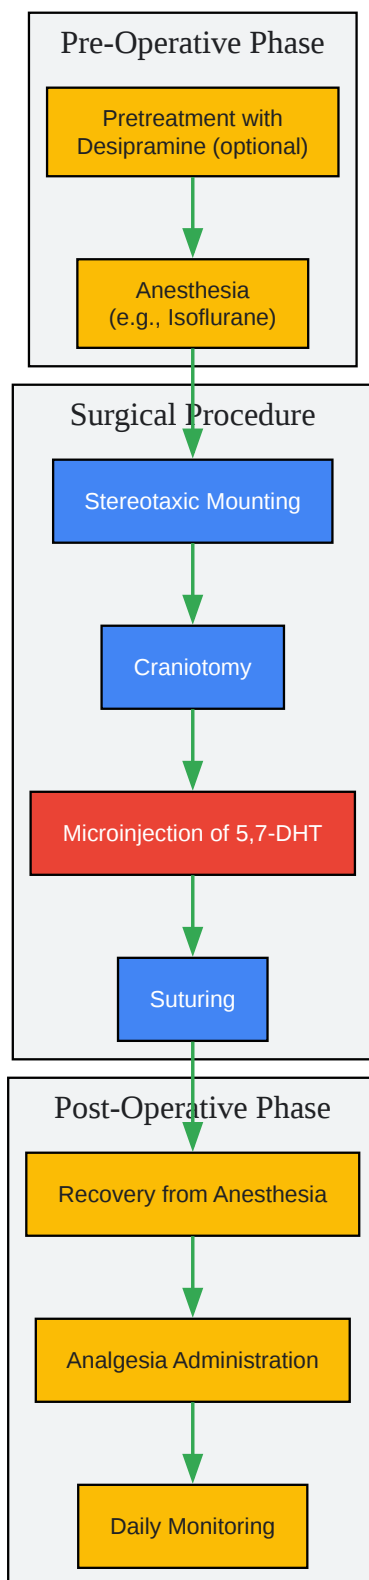 Pre-Operative Phase
Pretreatment with
Desipramine (optional)
Anesthesia
(e.g., Isoflurane)
Surgical Procedure
Stereotaxic Mounting
Craniotomy
Microinjection of 5,7-DHT
Suturing
Post-Operative Phase
Recovery from Anesthesia
Analgesia Administration
Daily Monitoring